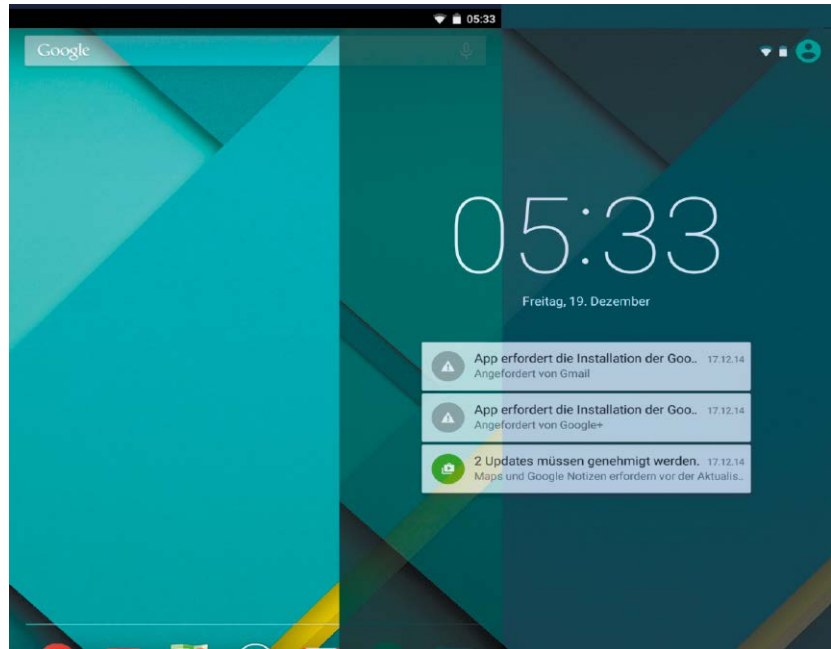 05:33
Google
05:33
Freitag, 19. Dezember
App erfordert die Installation der Goo.. 17.12.14
Angefordert von Gmail
App erfordert die Installation der Goo.. 17.12.14
Angefordert von Google+
2 Updates müssen genehmigt werden. 17.12.14
Maps und Google Notizen erfordern vor der Aktualis..